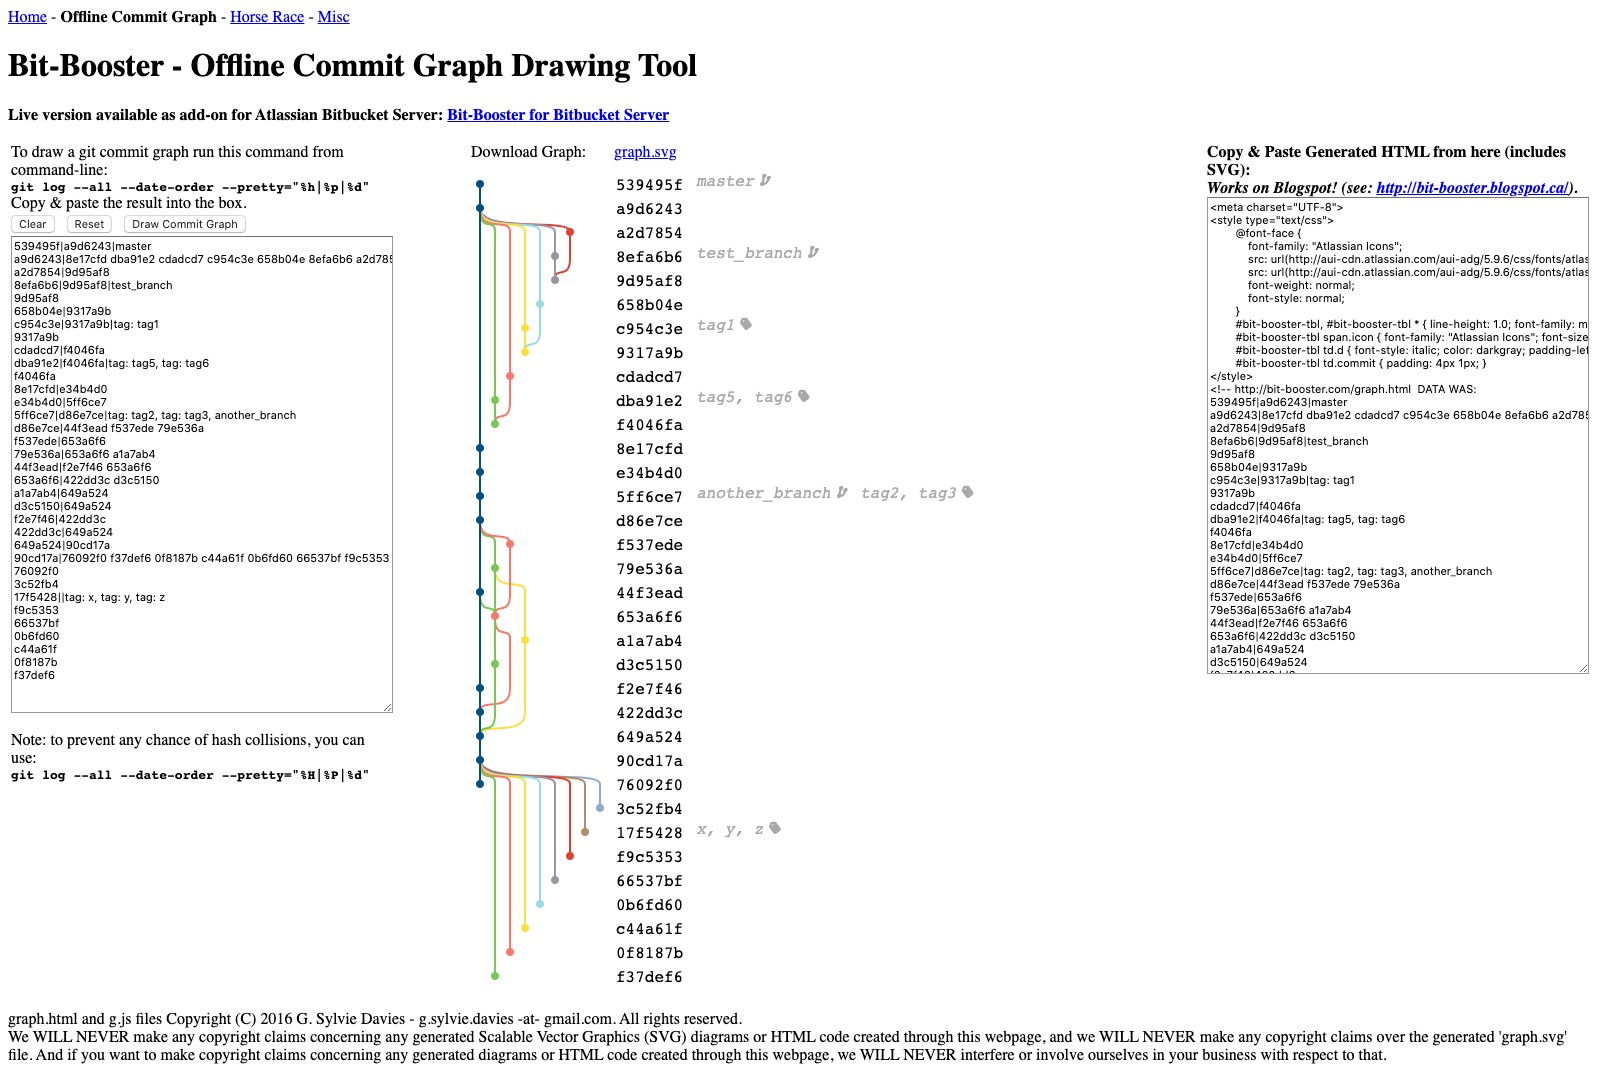 Home - Offline Commit Graph - Horse Race - Misc
Bit-Booster - Offline Commit Graph Drawing Tool
Live version available as add-on for Atlassian Bitbucket Server: Bit-Booster for Bitbucket Server
To draw a git commit graph run this command from
command-line:
git log --all --date-order --pretty="%h|%p|%d"
Copy & paste the result into the box.
Clear Reset Draw Commit Graph
539495f|a9d6243|master
a9d6243|8e17cfd dba91e2 cdadcd7 c954c3e 658b04e 8efa6b6 a2d785
a2d7854|9d95af8
8efa6b6|9d95af8|test_branch
9d95af8
658b04e|9317a9b
c954c3e|9317a9b|tag: tag1
9317a9b
cdadcd7|f4046fa
dba91e2|f4046fa|tag: tag5, tag: tag6
f4046fa
8e17cfd|e34b4d0
e34b4d0|5ff6ce7
5ff6ce7|d86e7ce|tag: tag2, tag: tag3, another_branch
d86e7ce|44f3ead f537ede 79e536a
f537ede|653a6f6
79e536a|653a6f6 a1a7ab4
44f3ead|f2e7f46 653a6f6
653a6f6|422dd3c d3c5150
a1a7ab4|649a524
d3c5150|649a524
f2e7f46|422dd3c
422dd3c|649a524
649a524|90cd17a
90cd17a|76092f0 f37def6 0f8187b c44a61f 0b6fd60 66537bf f9c5353
76092f0
3c52fb4
17f5428||tag: x, tag: y, tag: z
f9c5353
66537bf
0b6fd60
c44a61f
0f8187b
f37def6
Note: to prevent any chance of hash collisions, you can
use:
git log --all --date-order --pretty="%H|%P|%d"
Download Graph: graph.svg
539495f master
a9d6243
a2d7854
8efa6b6 test_branch
9d95af8
658b04e
c954c3e tag1
9317a9b
cdadcd7
dba91e2 tag5, tag6
f4046fa
8e17cfd
e34b4d0
5ff6ce7 another_branch tag2, tag3
d86e7ce
f537ede
79e536a
44f3ead
653a6f6
a1a7ab4
d3c5150
f2e7f46
422dd3c
649a524
90cd17a
76092f0
3c52fb4
17f5428 x, y, z
f9c5353
66537bf
0b6fd60
c44a61f
0f8187b
f37def6
Copy & Paste Generated HTML from here (includes
SVG):
Works on Blogspot! (see: http://bit-booster.blogspot.ca/).
<meta charset="UTF-8">
<style type="text/css">
@font-face {
font-family: "Atlassian Icons";
src: url(http://aui-cdn.atlassian.com/aui-adg/5.9.6/css/fonts/atlas
src: url(http://aui-cdn.atlassian.com/aui-adg/5.9.6/css/fonts/atlas
font-weight: normal;
font-style: normal;
}
#bit-booster-tbl, #bit-booster-tbl * { line-height: 1.0; font-family: m
#bit-booster-tbl span.icon { font-family: "Atlassian Icons"; font-size
#bit-booster-tbl td.d { font-style: italic; color: darkgray; padding-lef
#bit-booster-tbl td.commit { padding: 4px 1px; }
</style>
<!-- http://bit-booster.com/graph.html DATA WAS:
539495f|a9d6243|master
a9d6243|8e17cfd dba91e2 cdadcd7 c954c3e 658b04e 8efa6b6 a2d785
a2d7854|9d95af8
8efa6b6|9d95af8|test_branch
9d95af8
658b04e|9317a9b
c954c3e|9317a9b|tag: tag1
9317a9b
cdadcd7|f4046fa
dba91e2|f4046fa|tag: tag5, tag: tag6
f4046fa
8e17cfd|e34b4d0
e34b4d0|5ff6ce7
5ff6ce7|d86e7ce|tag: tag2, tag: tag3, another_branch
d86e7ce|44f3ead f537ede 79e536a
f537ede|653a6f6
79e536a|653a6f6 a1a7ab4
44f3ead|f2e7f46 653a6f6
653a6f6|422dd3c d3c5150
a1a7ab4|649a524
d3c5150|649a524
graph.html and g.js files Copyright (C) 2016 G. Sylvie Davies - g.sylvie.davies -at- gmail.com. All rights reserved.
We WILL NEVER make any copyright claims concerning any generated Scalable Vector Graphics (SVG) diagrams or HTML code created through this webpage, and we WILL NEVER make any copyright claims over the generated 'graph.svg'
file. And if you want to make copyright claims concerning any generated diagrams or HTML code created through this webpage, we WILL NEVER interfere or involve ourselves in your business with respect to that.